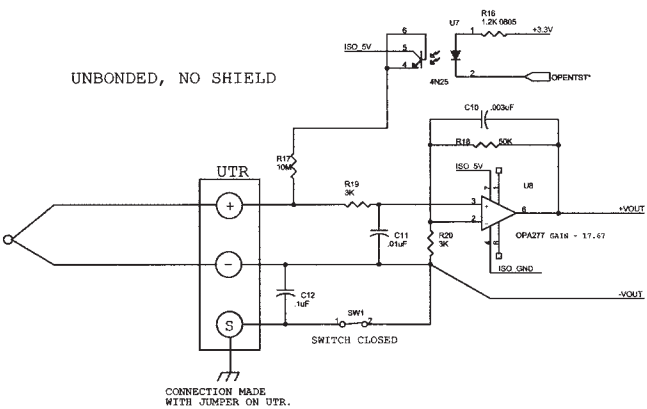 R16
1.2K 0805
U7
1
+3.3V
6
ISO_5V
5
4
4N25
2
OPENTST*
UNBONDED, NO SHIELD
C10
.003uF
R18
50K
ISO_5V
R17
10M
UTR
R19
3K
7
1
U8
3
+
6
+VOUT
2
-
OPA277 GAIN - 17.67
+
C11
.01uF
R20
3K
4
8
ISO_GND
-
C12
.1uF
-VOUT
SW1
1
2
S
SWITCH CLOSED
CONNECTION MADE
WITH JUMPER ON UTR.